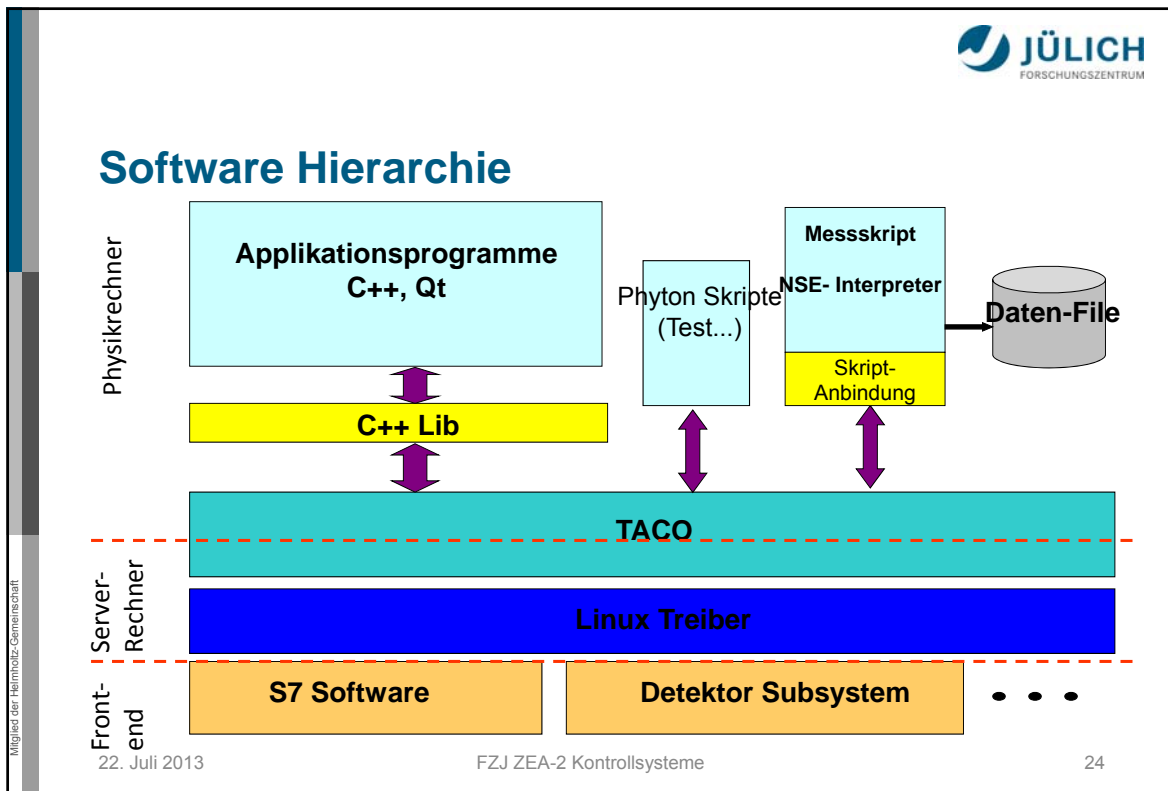 JÜLICH
FORSCHUNGSZENTRUM
Software Hierarchie
Physikrechner
Applikationsprogramme
C++, Qt
C++ Lib
Phyton Skripte
(Test...)
Messskript
NSE- Interpreter
Skript-
Anbindung
Daten-File
TACO
Server-
Rechner
Linux Treiber
Front-
end
S7 Software
Detektor Subsystem
• • •
Mitglied der Helmholtz-Gemeinschaft
22. Juli 2013
FZJ ZEA-2 Kontrollsysteme
24